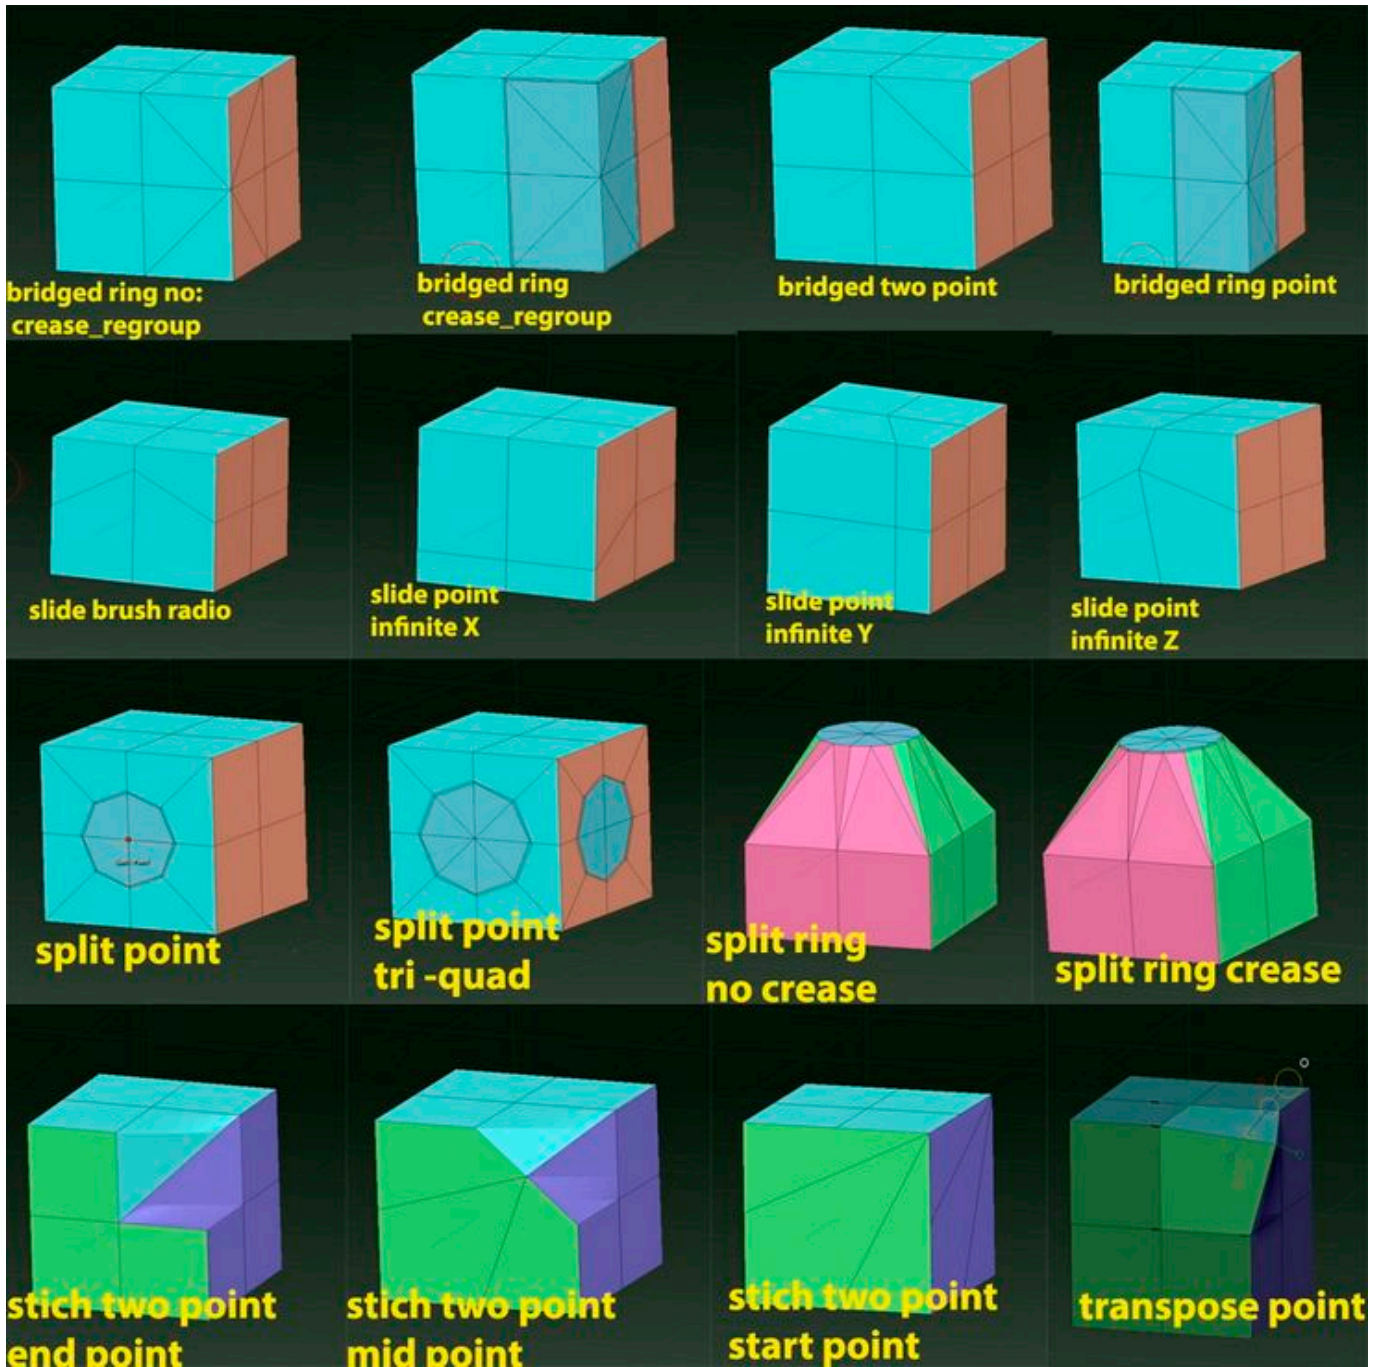 bridged ring no:
crease_regroup
bridged ring
crease_regroup
bridged two point
bridged ring point
slide brush radio
slide point
infinite X
slide point
infinite Y
slide point
infinite Z
split point
split point
tri -quad
split ring
no crease
split ring crease
stich two point
end point
stich two point
mid point
stich two point
start point
transpose point